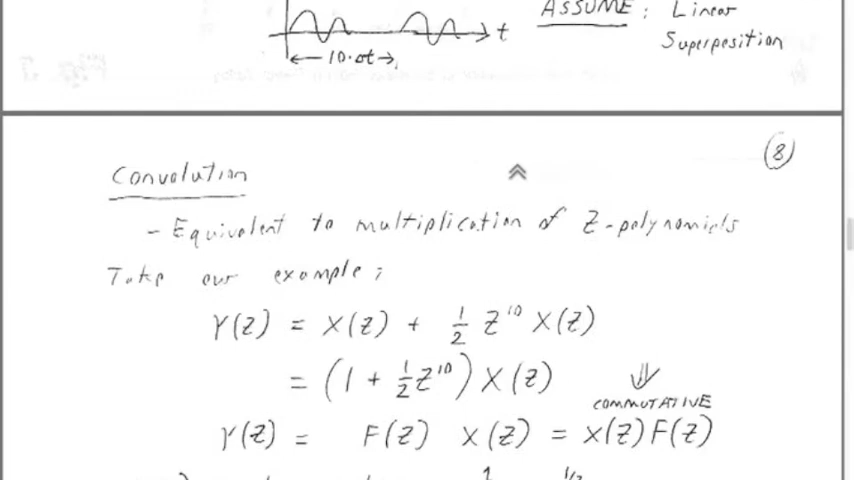 ASSUME: Linear
Superposition
t
←10·Δt→
(8)
Convolution
- Equivalent to multiplication of Z-polynomials
Take our example;
Y(Z) = X(Z) + 1/2 Z^10 X(Z)
= (1 + 1/2 Z^10) X(Z) ⇓
COMMUTATIVE
Y(Z) = F(Z) X(Z) = X(Z) F(Z)